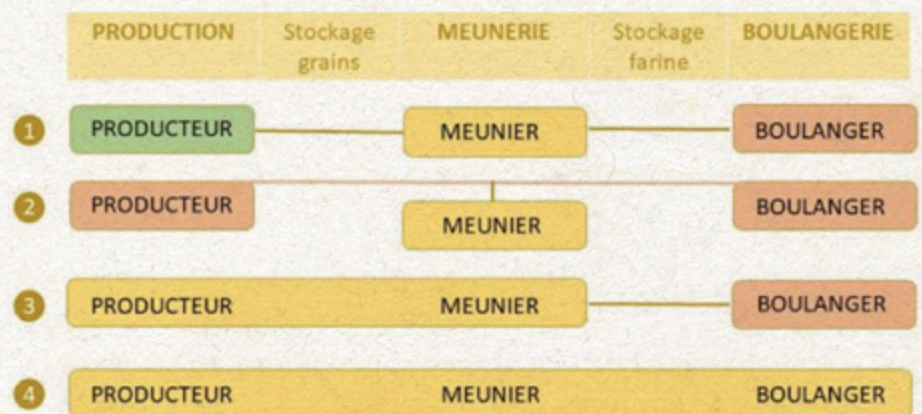 PRODUCTION Stockage grains MEUNERIE Stockage farine BOULANGERIE
1 PRODUCTEUR MEUNIER BOULANGER
2 PRODUCTEUR MEUNIER BOULANGER
3 PRODUCTEUR MEUNIER BOULANGER
4 PRODUCTEUR MEUNIER BOULANGER